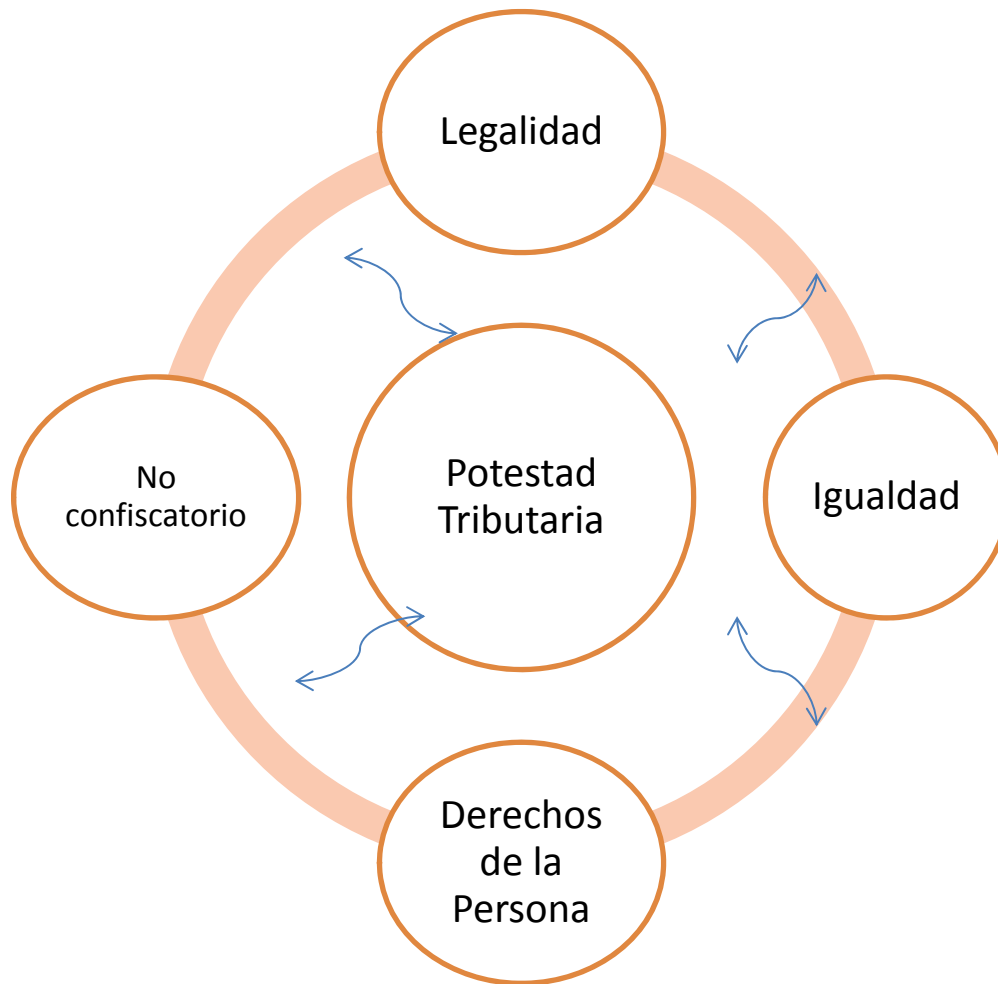 Legalidad
No
confiscatorio
Potestad
Tributaria
Igualdad
Derechos
de la
Persona